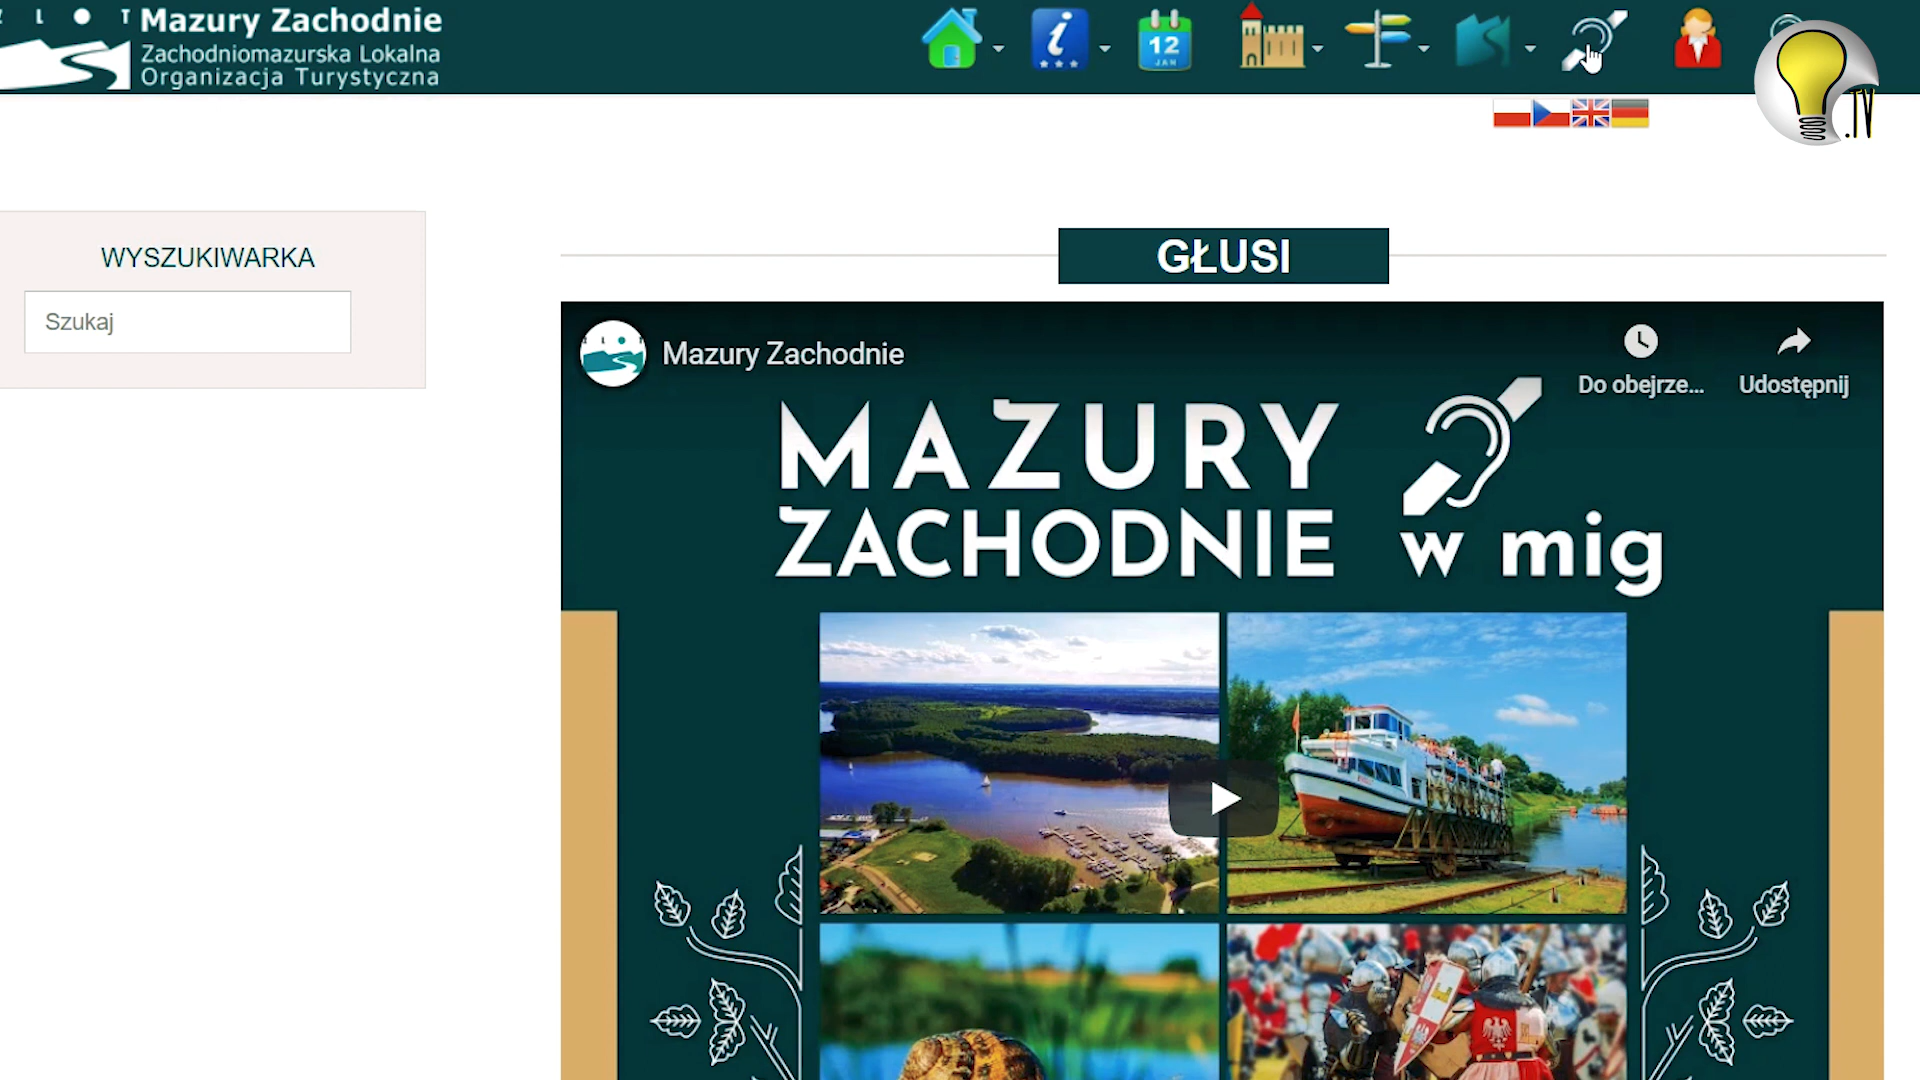 Z L O T
Mazury Zachodnie
Zachodniomazurska Lokalna
Organizacja Turystyczna
i
12
JAN
.TV
WYSZUKIWARKA
Szukaj
GŁUSI
Mazury Zachodnie
Do obejrze...
Udostępnij
MAZURY
ZACHODNIE w mig